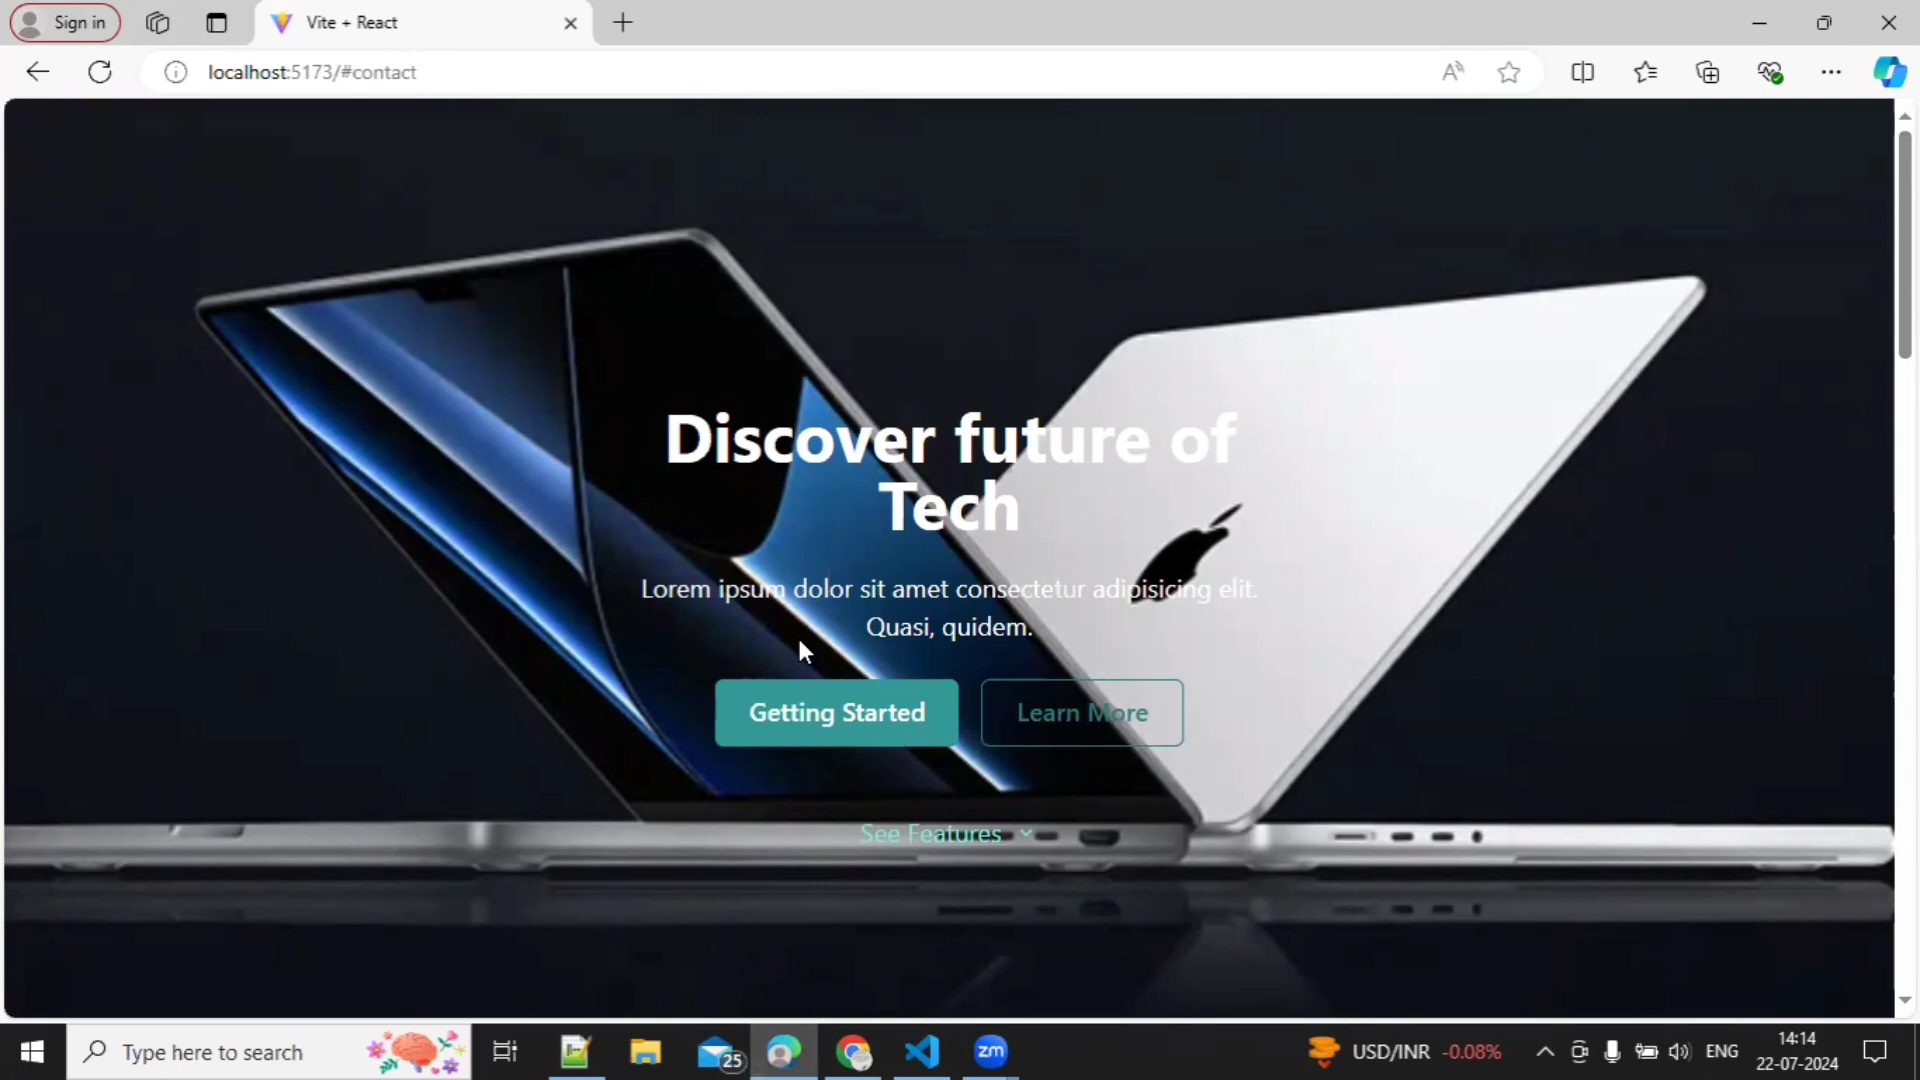 Sign in
Vite + React
localhost:5173/#contact
Discover future of
Tech
Lorem ipsum dolor sit amet consectetur adipisicing elit.
Quasi, quidem.
Getting Started
Learn More
See Features
Type here to search
25
zm
USD/INR -0.08%
ENG
14:14
22-07-2024